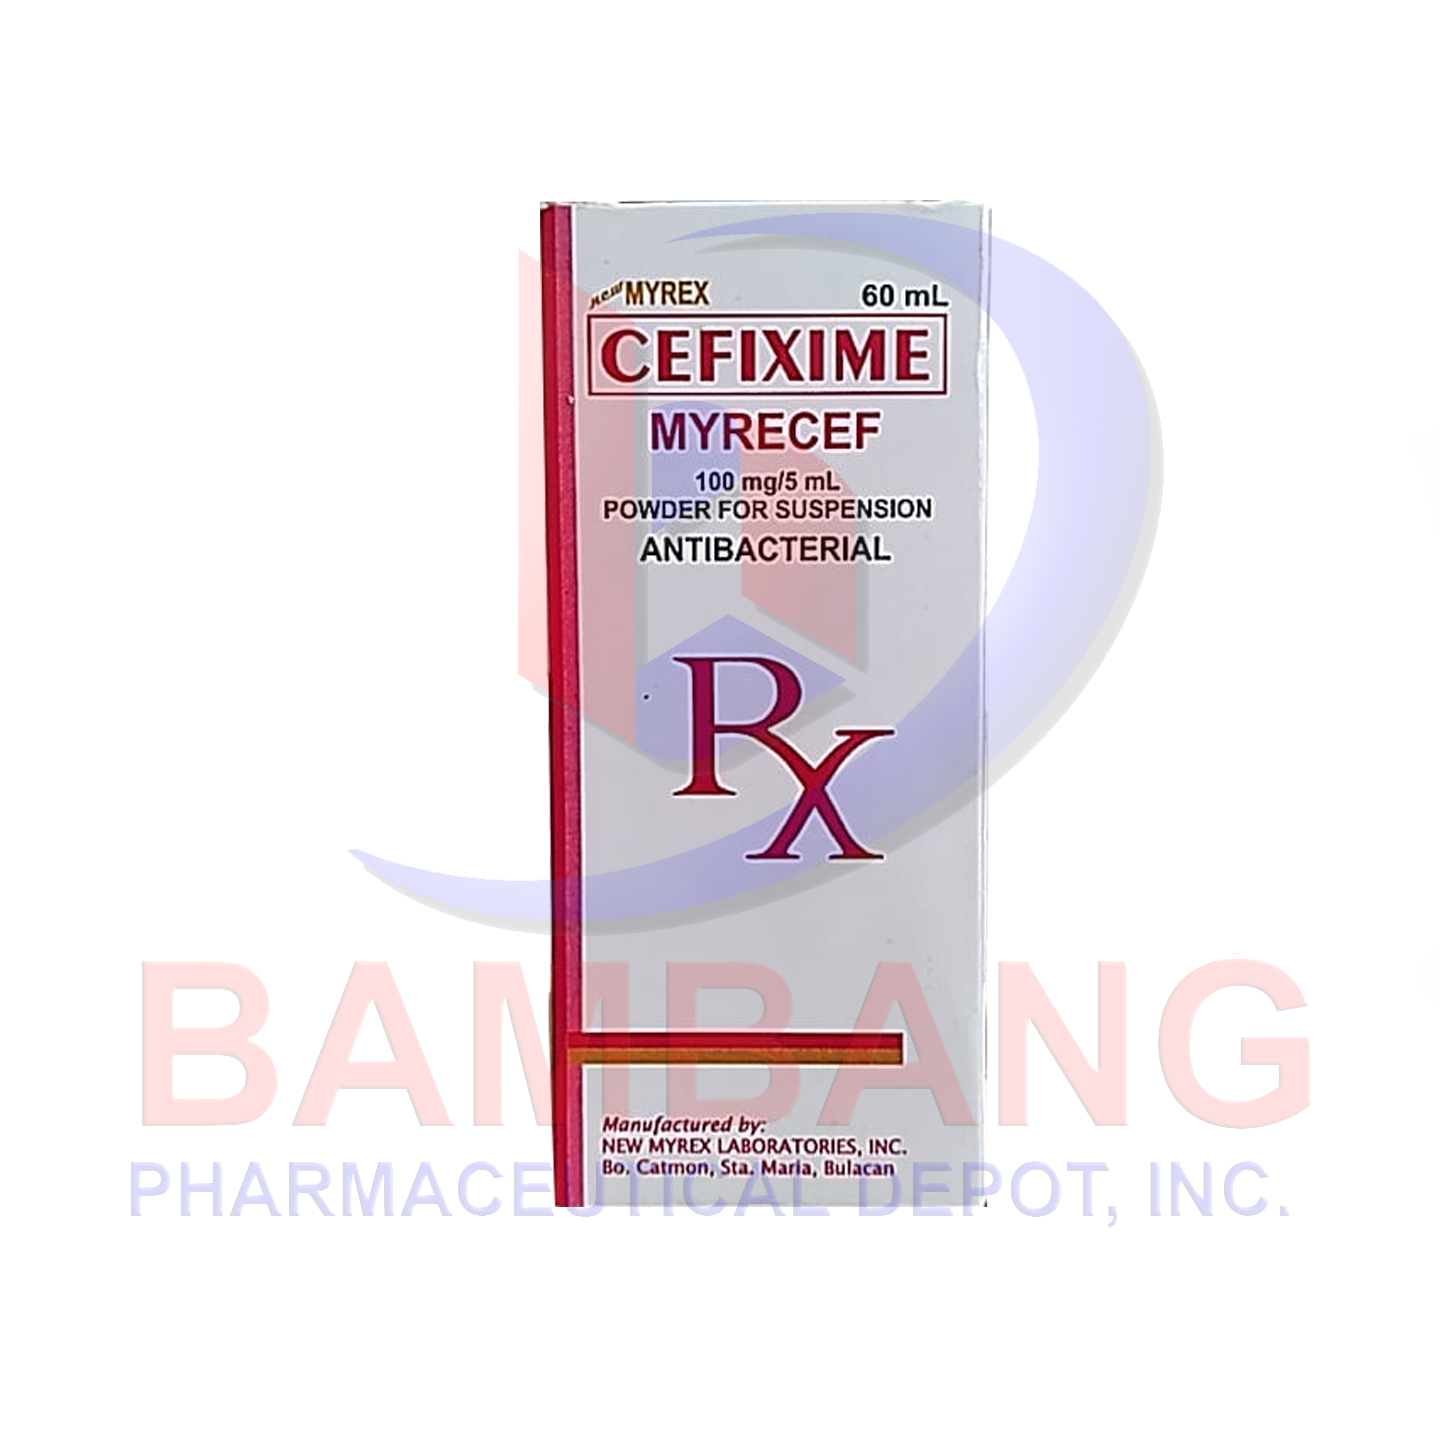 new MYREX 60 mL
CEFIXIME
MYRECEF
100 mg/5 mL
POWDER FOR SUSPENSION
ANTIBACTERIAL
Rx
BAMBANG
Manufactured by:
NEW MYREX LABORATORIES, INC.
Bo. Catmon, Sta. Maria, Bulacan
PHARMACEUTICAL DEPOT, INC.